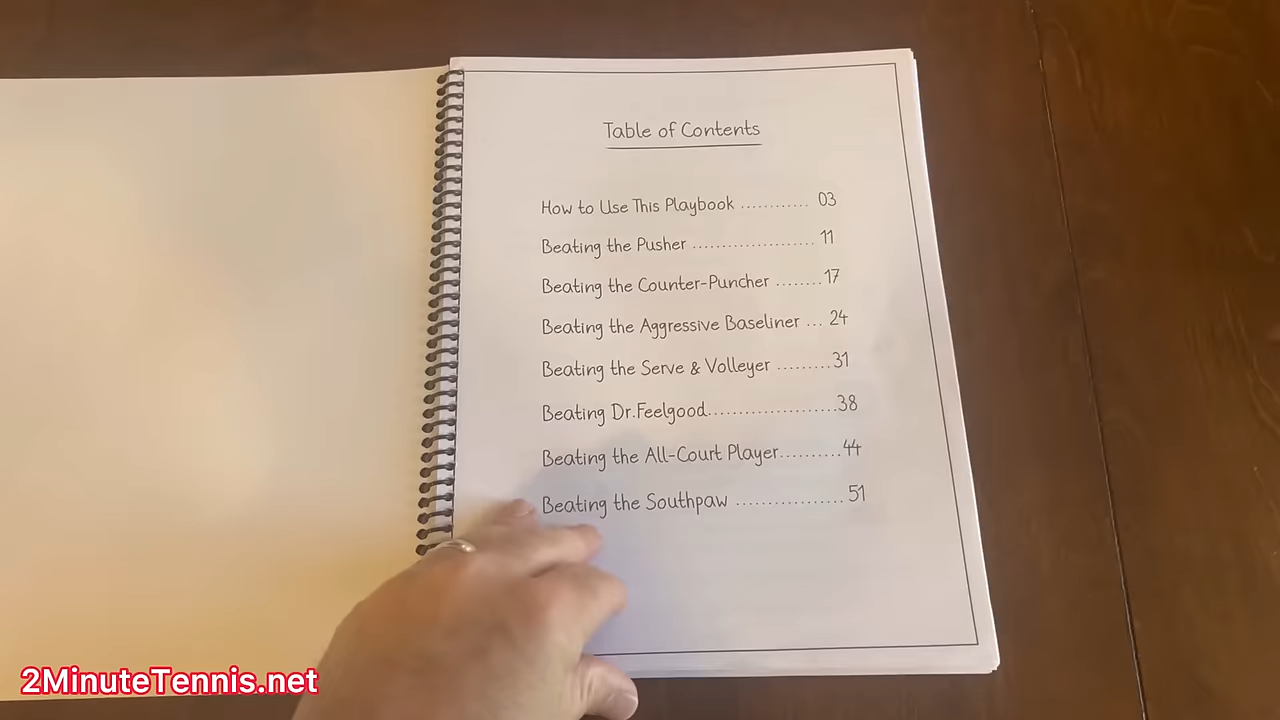 Table of Contents
How to Use This Playbook ............ 03
Beating the Pusher ..................... 11
Beating the Counter-Puncher ........ 17
Beating the Aggressive Baseliner ... 24
Beating the Serve & Volleyer ......... 31
Beating Dr.Feelgood...................... 38
Beating the All-Court Player.......... 44
Beating the Southpaw ................. 51
2MinuteTennis.net